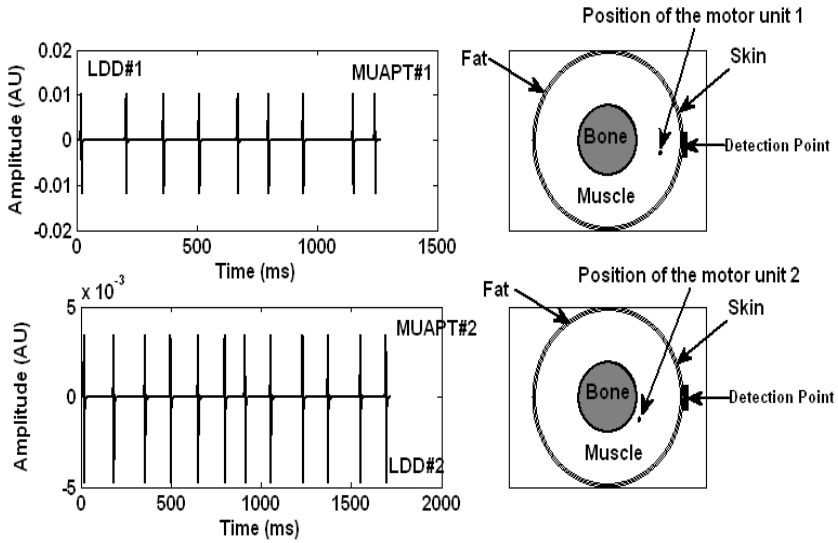 Position of the motor unit 1
0.02
LDD#1
MUAPT#1
Fat
Skin
0.01
0
-0.01
-0.02
Amplitude (AU)
Bone
Detection Point
Muscle
0
500
1000
1500
Time (ms)
Position of the motor unit 2
x 10-3
5
MUAPT#2
Fat
Skin
0
Amplitude (AU)
Bone
Detection Point
Muscle
LDD#2
-5
0
500
1000
1500
2000
Time (ms)